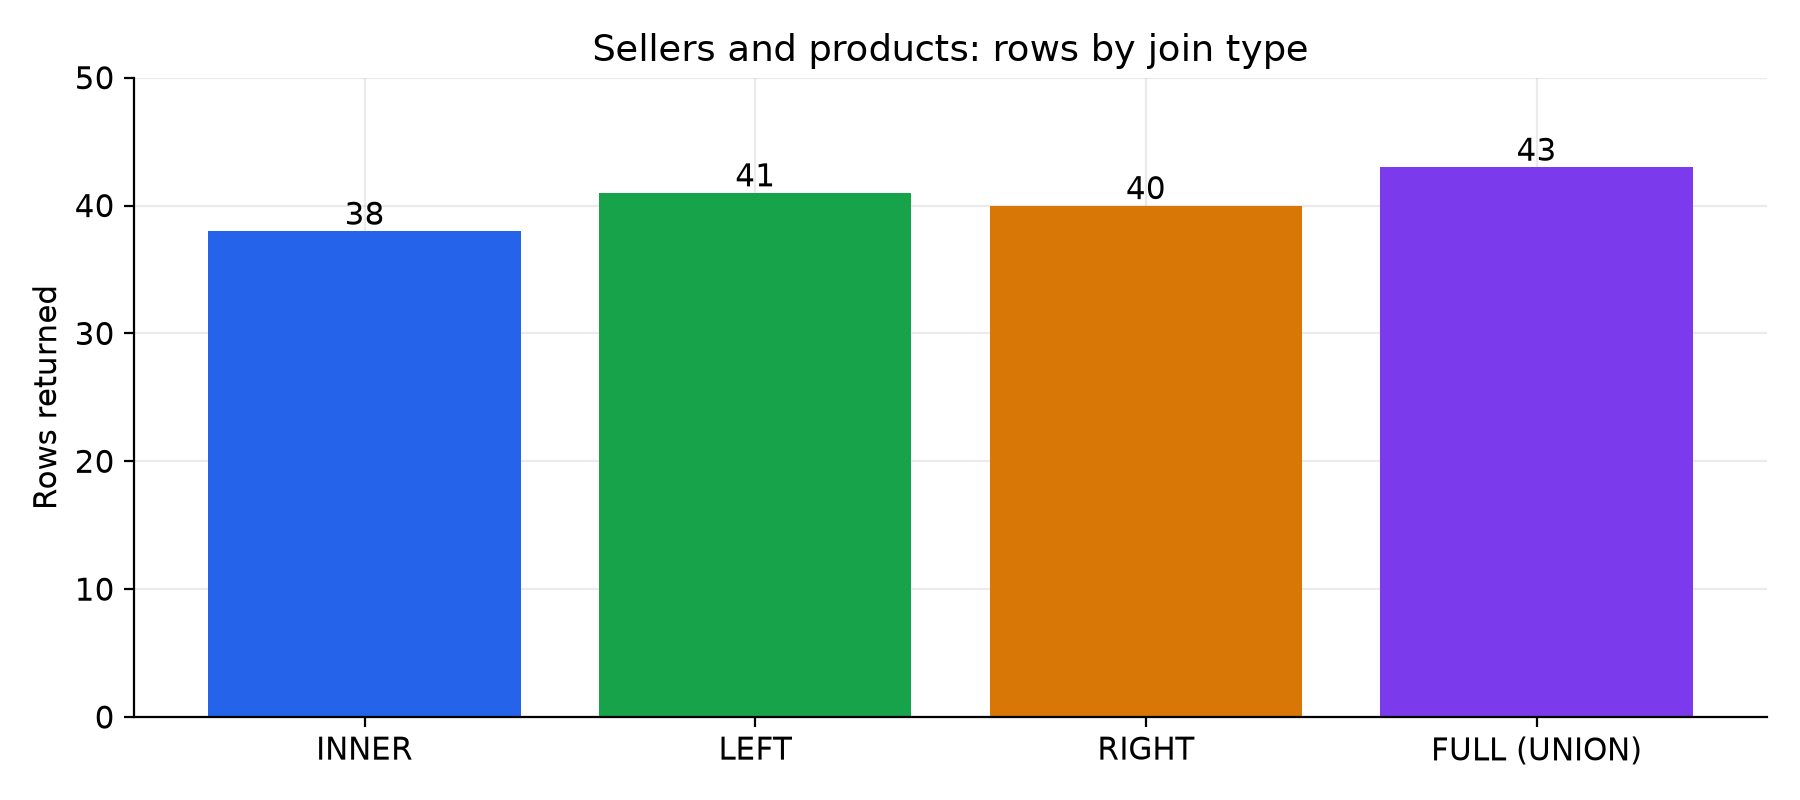 Sellers and products: rows by join type
Rows returned
50
40
30
20
10
0
38
41
40
43
INNER
LEFT
RIGHT
FULL (UNION)